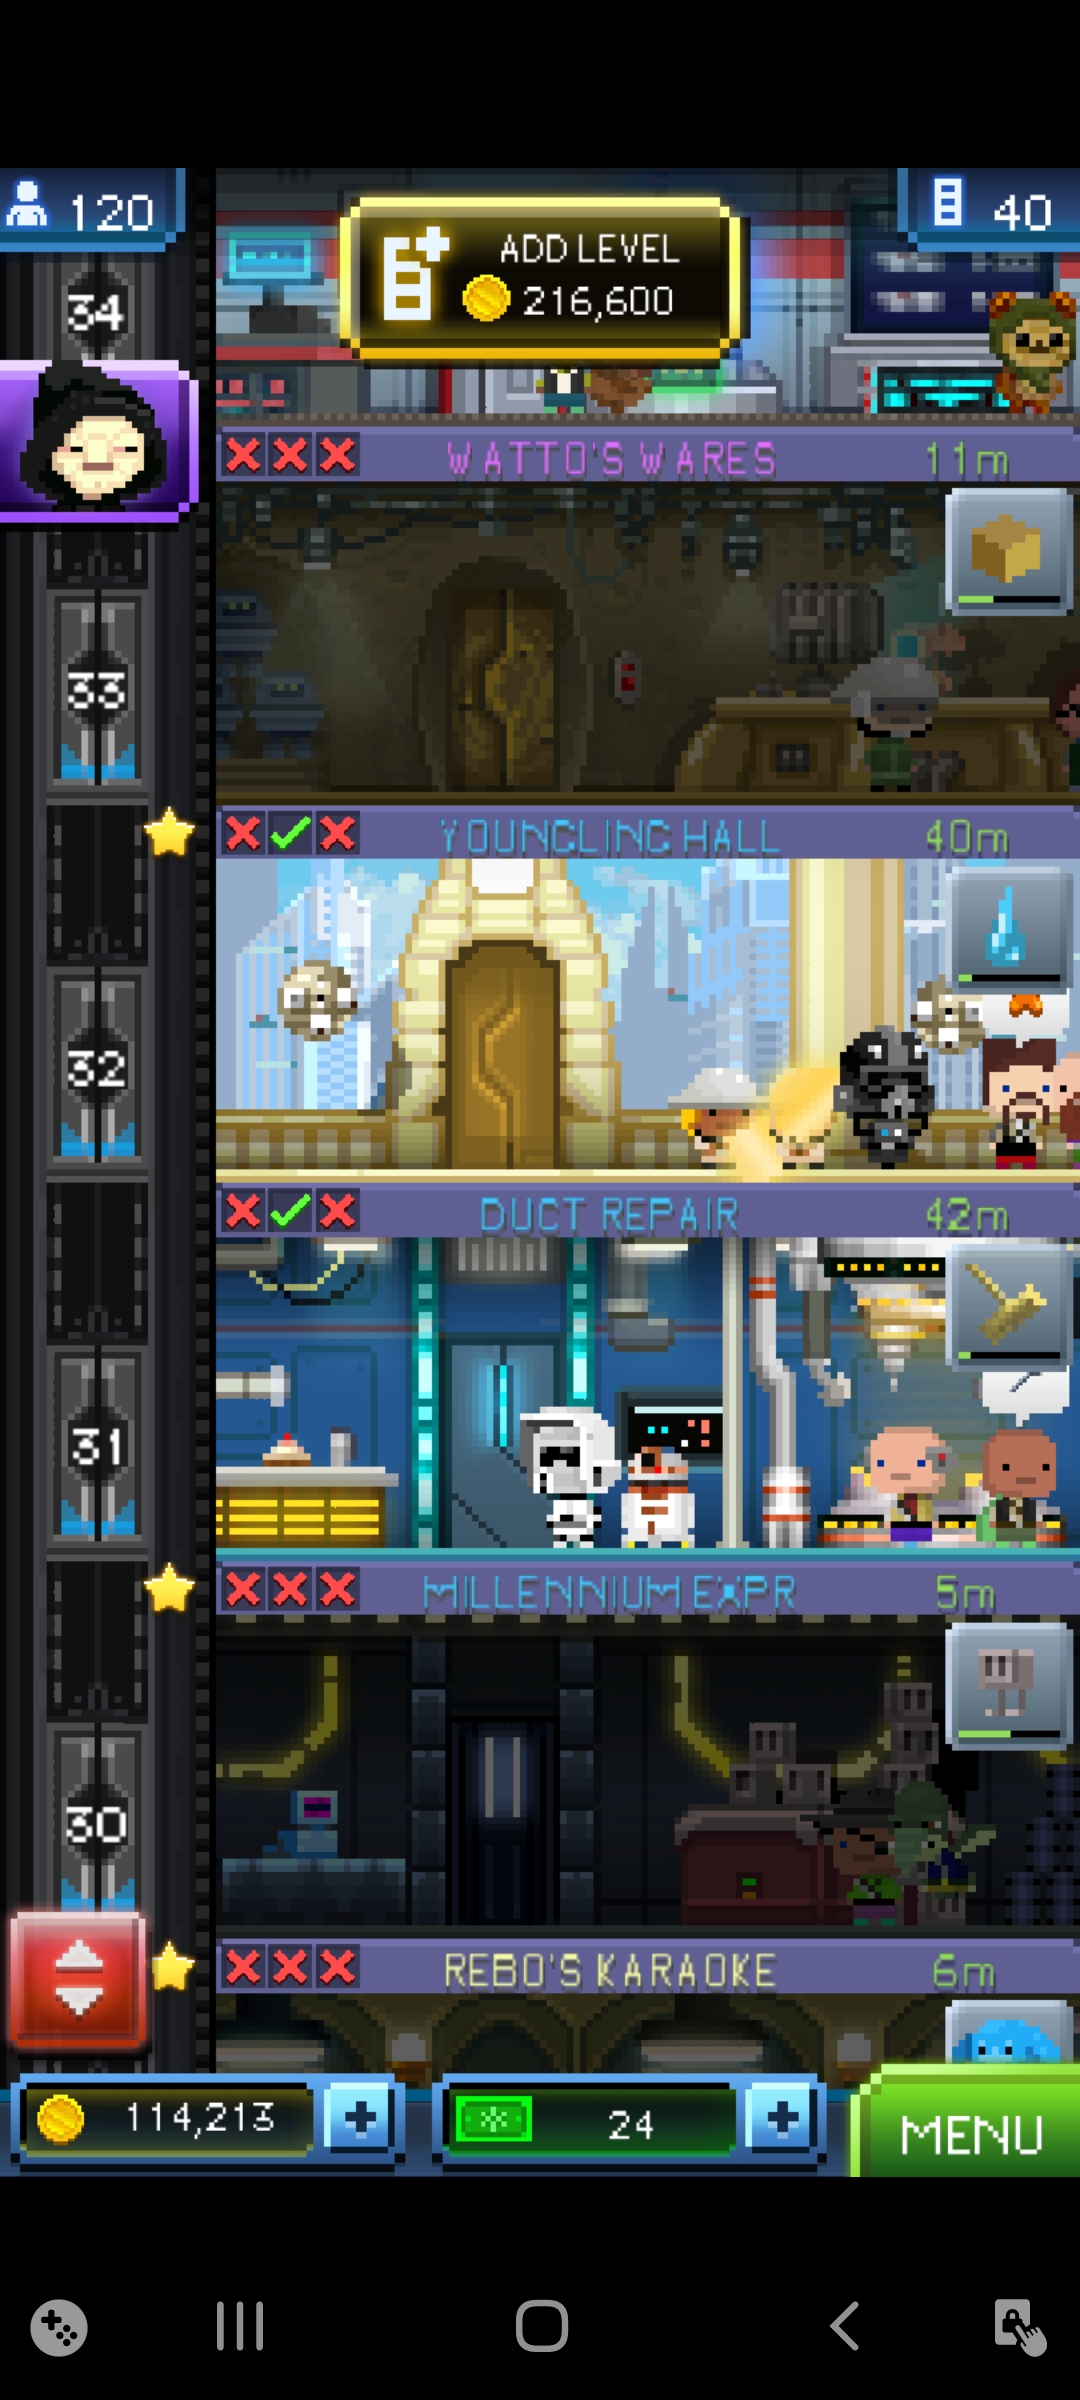 120
40
ADD LEVEL
216,600
34
WATTO'S WARES 11m
33
YOUNGLING HALL 40m
32
DUCT REPAIR 42m
31
MILLENNIUM EXPR 5m
30
REBO'S KARAOKE 6m
114,213
24
MENU